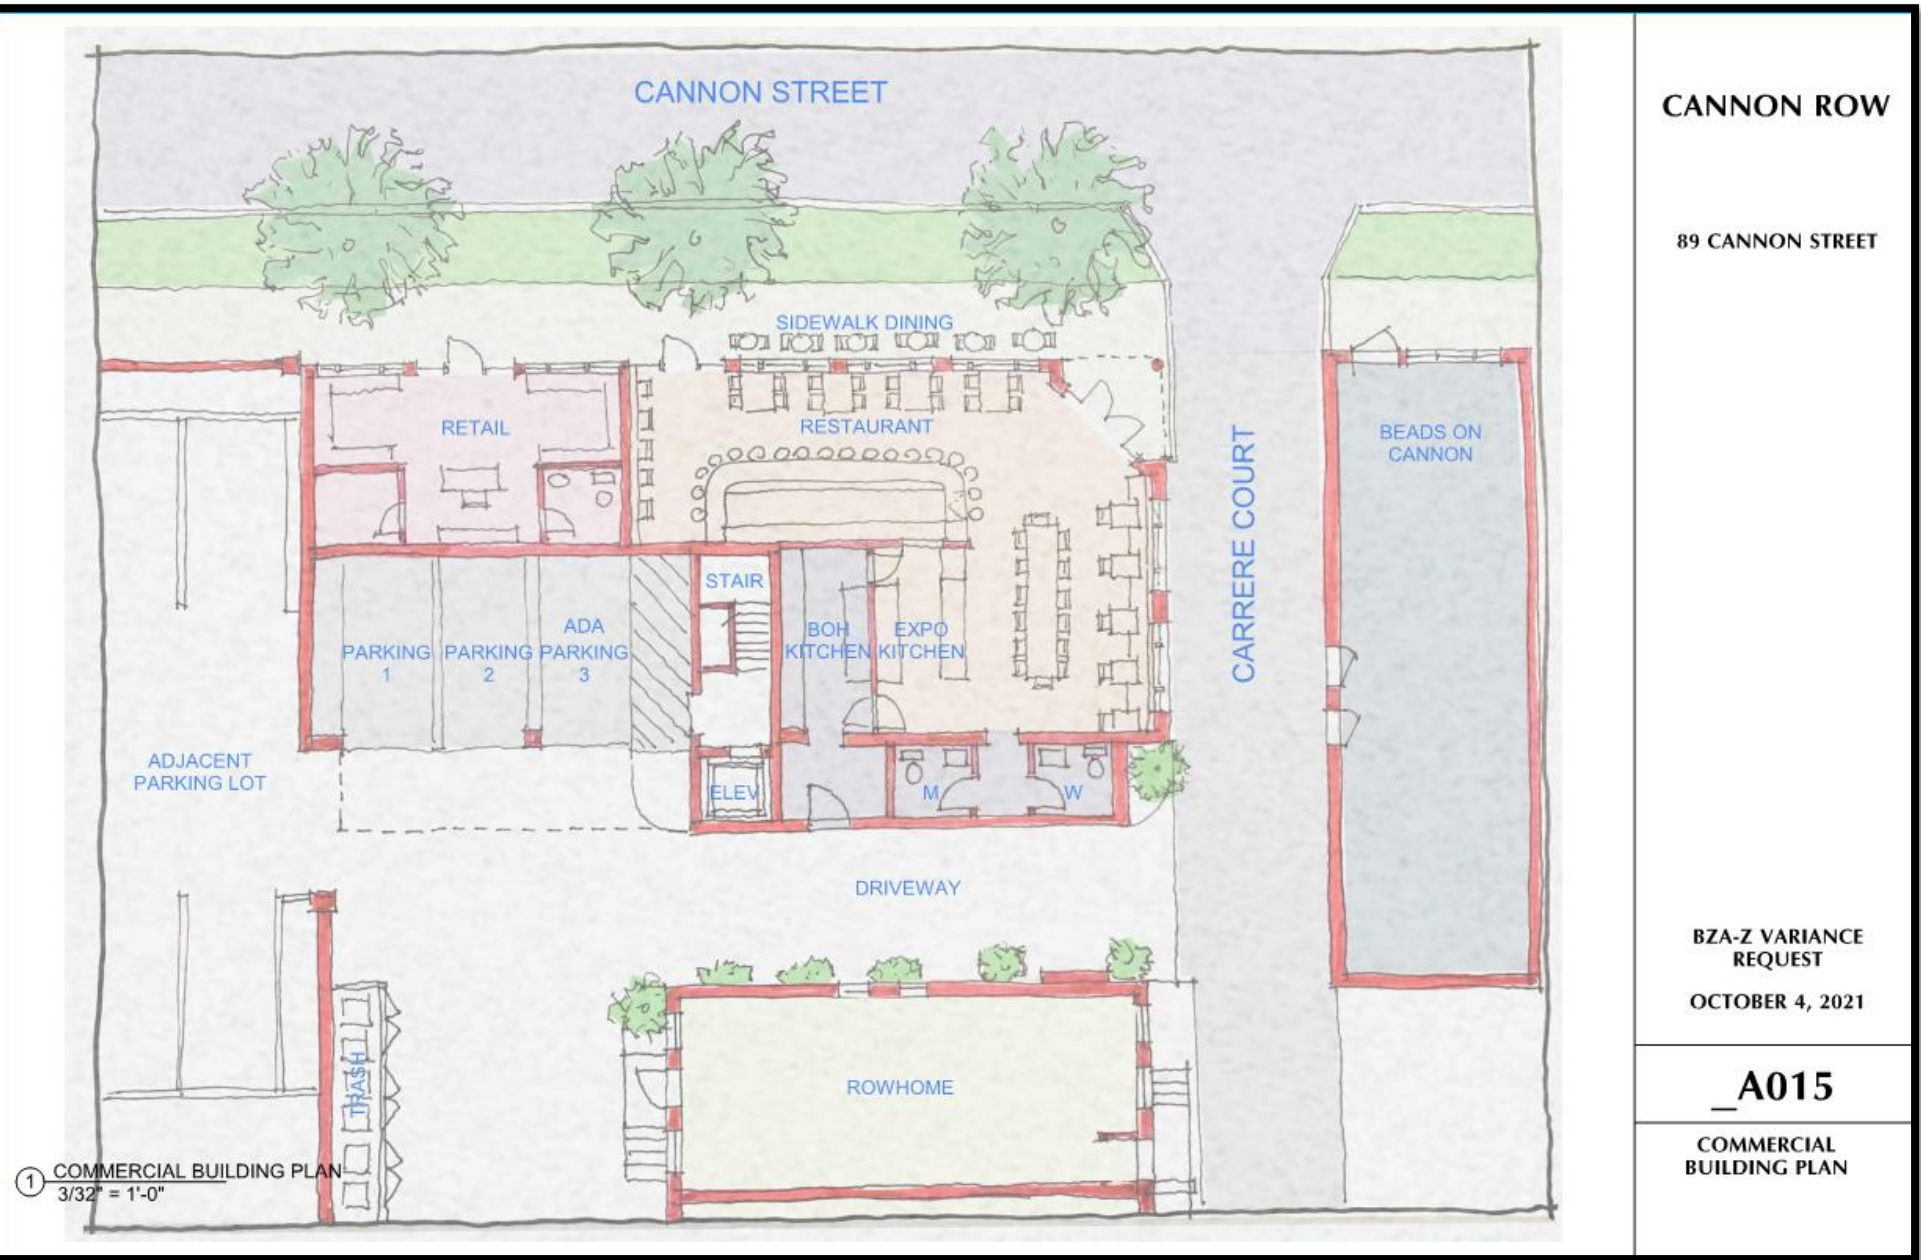 CANNON STREET
SIDEWALK DINING
RETAIL
RESTAURANT
BEADS ON
CANNON
CARRERE COURT
STAIR
ADA
PARKING
3
PARKING
1
PARKING
2
BOH
KITCHEN
EXPO
KITCHEN
ADJACENT
PARKING LOT
ELEV
M
W
DRIVEWAY
TRASH
ROWHOME
1
COMMERCIAL BUILDING PLAN
3/32" = 1'-0"
CANNON ROW
89 CANNON STREET
BZA-Z VARIANCE
REQUEST
OCTOBER 4, 2021
_A015
COMMERCIAL
BUILDING PLAN